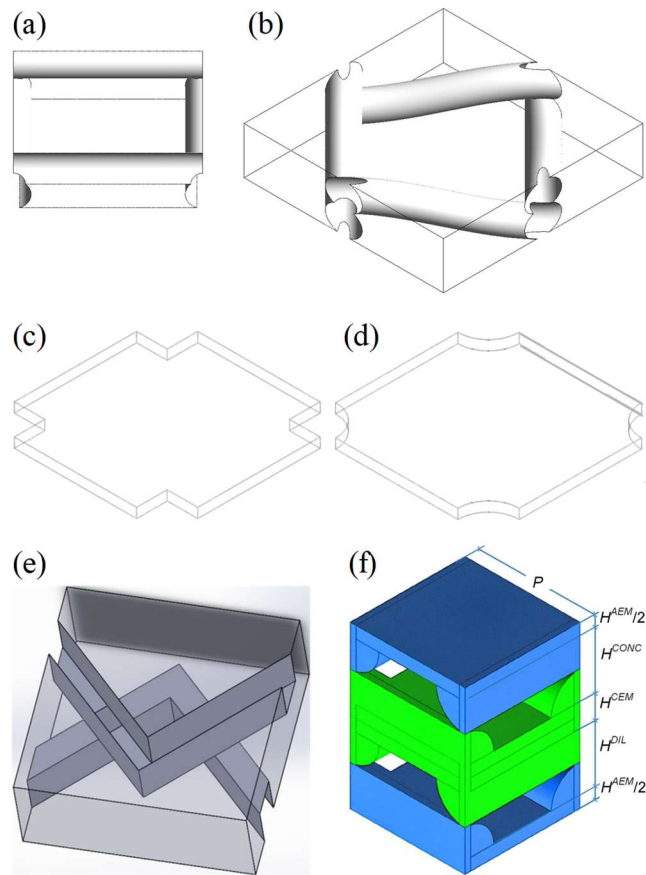 (a)
(b)
(c)
(d)
(e)
(f)
P
H^AEM/2
H^CONC
H^CEM
H^DIL
H^AEM/2